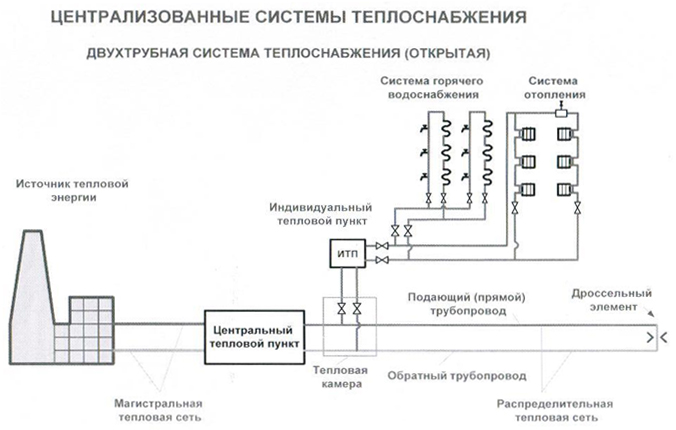 ЦЕНТРАЛИЗОВАННЫЕ СИСТЕМЫ ТЕПЛОСНАБЖЕНИЯ
ДВУХТРУБНАЯ СИСТЕМА ТЕПЛОСНАБЖЕНИЯ (ОТКРЫТАЯ)
Система горячего
водоснабжения
Система
отопления
Источник тепловой
энергии
Индивидуальный
тепловой пункт
ИТП
Подающий (прямой)
трубопровод
Дроссельный
элемент
Центральный
тепловой пункт
Тепловая
камера
Обратный трубопровод
Магистральная
тепловая сеть
Распределительная
тепловая сеть